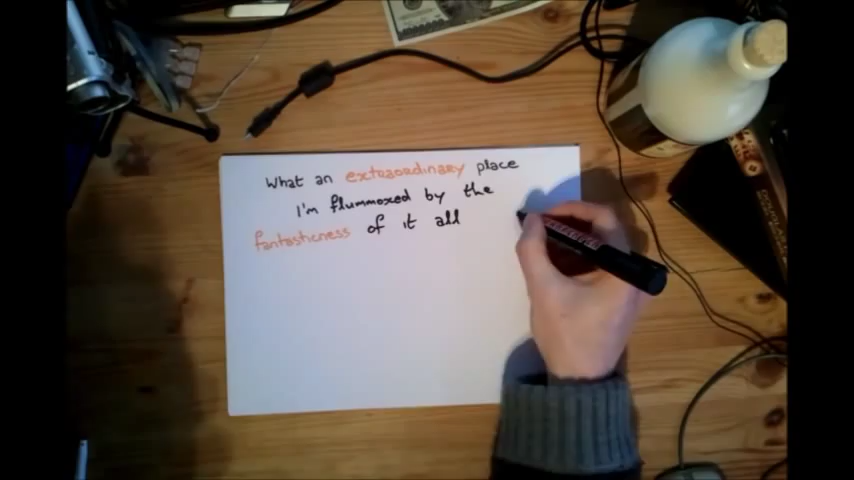 What an extraordinary place
I'm flummoxed by the
fantasticness of it all